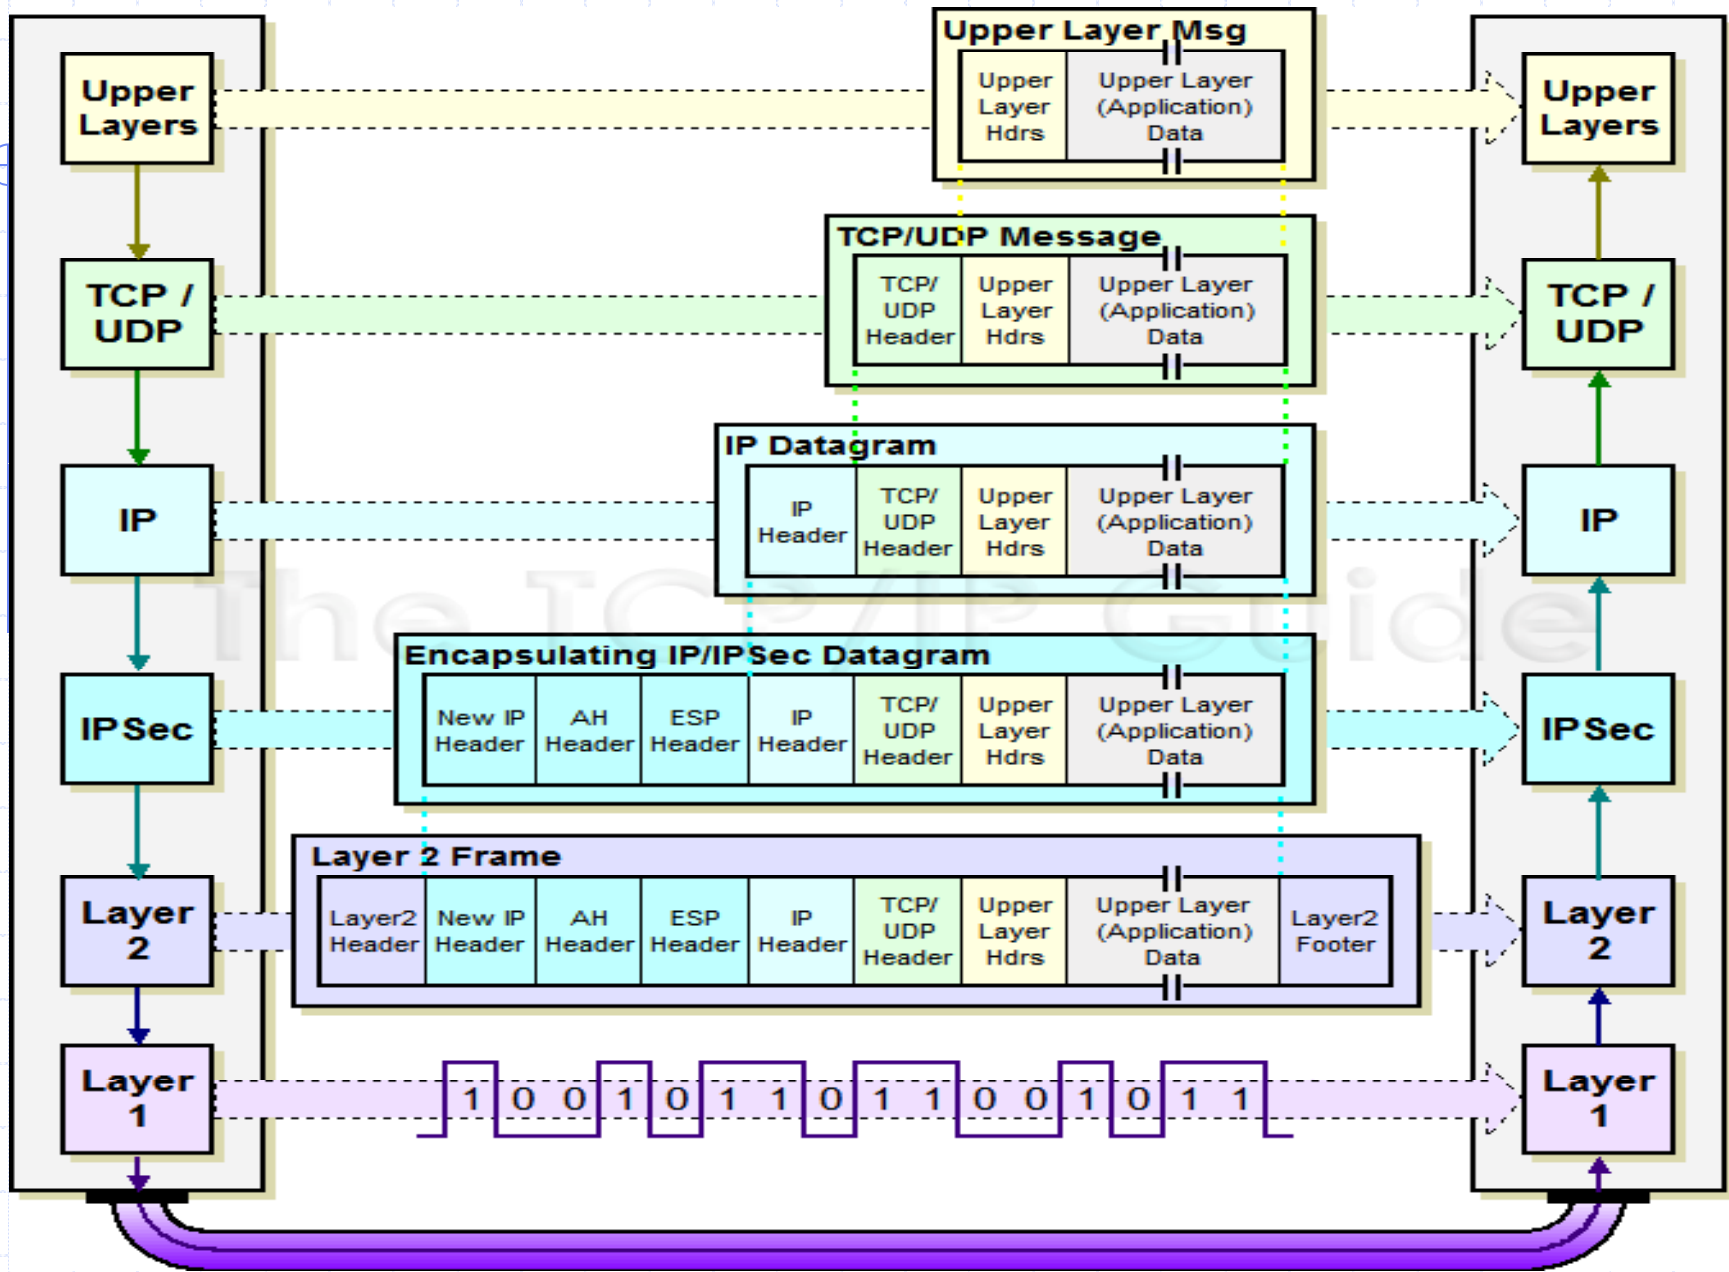 Upper Layer Msg
Upper
Layers
Upper
Layer
Hdrs
Upper Layer
(Application)
Data
Upper
Layers
TCP/UDP Message
TCP /
UDP
TCP/
UDP
Header
Upper
Layer
Hdrs
Upper Layer
(Application)
Data
TCP /
UDP
IP Datagram
IP
IP
Header
TCP/
UDP
Header
Upper
Layer
Hdrs
Upper Layer
(Application)
Data
IP
The TCP/IP Guide
Encapsulating IP/IPSec Datagram
IPSec
New IP
Header
AH
Header
ESP
Header
IP
Header
TCP/
UDP
Header
Upper
Layer
Hdrs
Upper Layer
(Application)
Data
IPSec
Layer 2 Frame
Layer
2
Layer2
Header
New IP
Header
AH
Header
ESP
Header
IP
Header
TCP/
UDP
Header
Upper
Layer
Hdrs
Upper Layer
(Application)
Data
Layer2
Footer
Layer
2
Layer
1
1 0 0 1 0 1 1 0 1 1 0 0 1 0 1 1
Layer
1